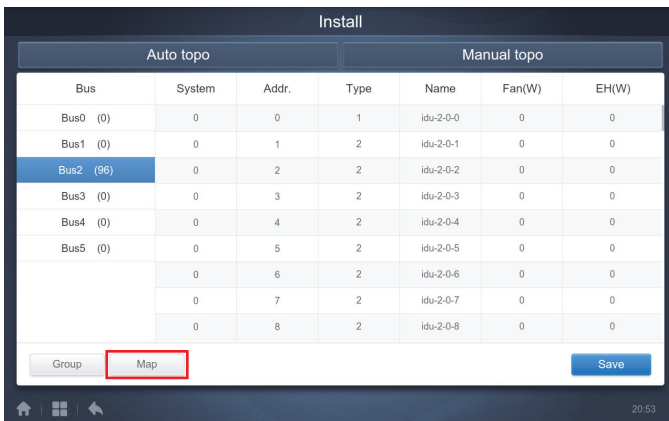 Install
Auto topo Manual topo
Bus System Addr. Type Name Fan(W) EH(W)
Bus0 (0) 0 0 1 idu-2-0-0 0 0
Bus1 (0) 0 1 2 idu-2-0-1 0 0
Bus2 (96) 0 2 2 idu-2-0-2 0 0
Bus3 (0) 0 3 2 idu-2-0-3 0 0
Bus4 (0) 0 4 2 idu-2-0-4 0 0
Bus5 (0) 0 5 2 idu-2-0-5 0 0
0 6 2 idu-2-0-6 0 0
0 7 2 idu-2-0-7 0 0
0 8 2 idu-2-0-8 0 0
Group Map Save
20:53